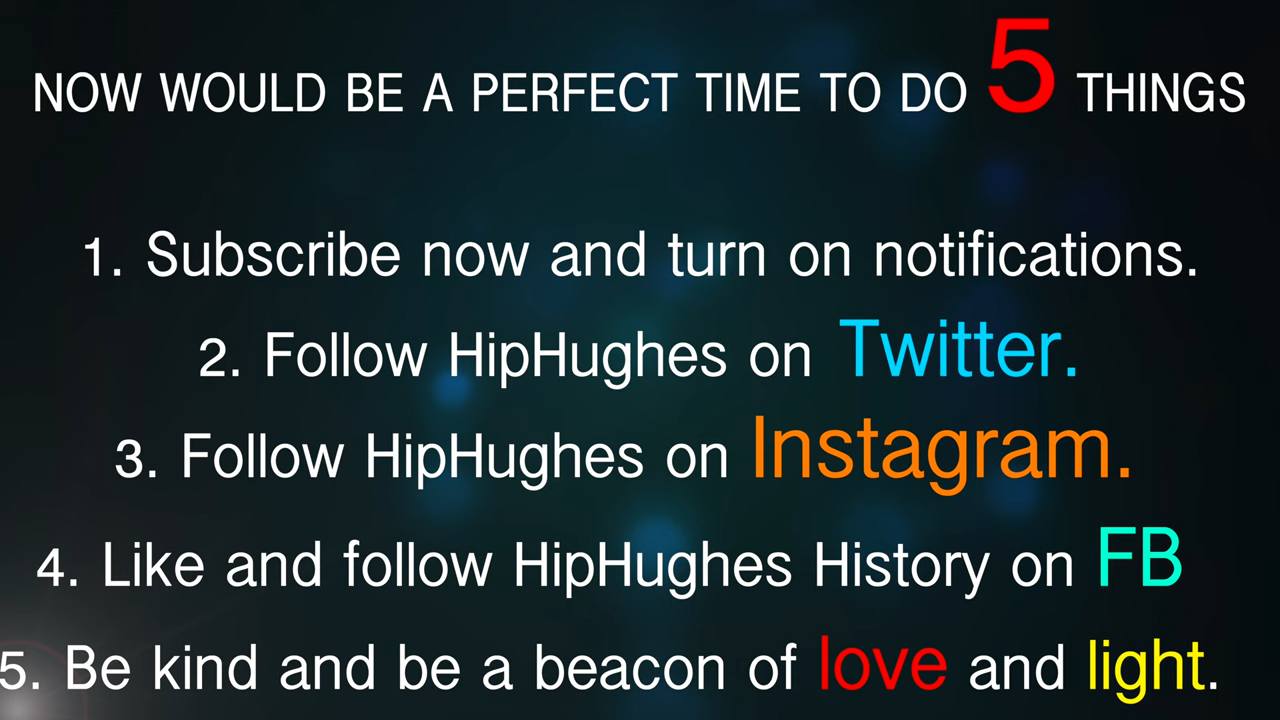 NOW WOULD BE A PERFECT TIME TO DO 5 THINGS
1. Subscribe now and turn on notifications.
2. Follow HipHughes on Twitter.
3. Follow HipHughes on Instagram.
4. Like and follow HipHughes History on FB
5. Be kind and be a beacon of love and light.